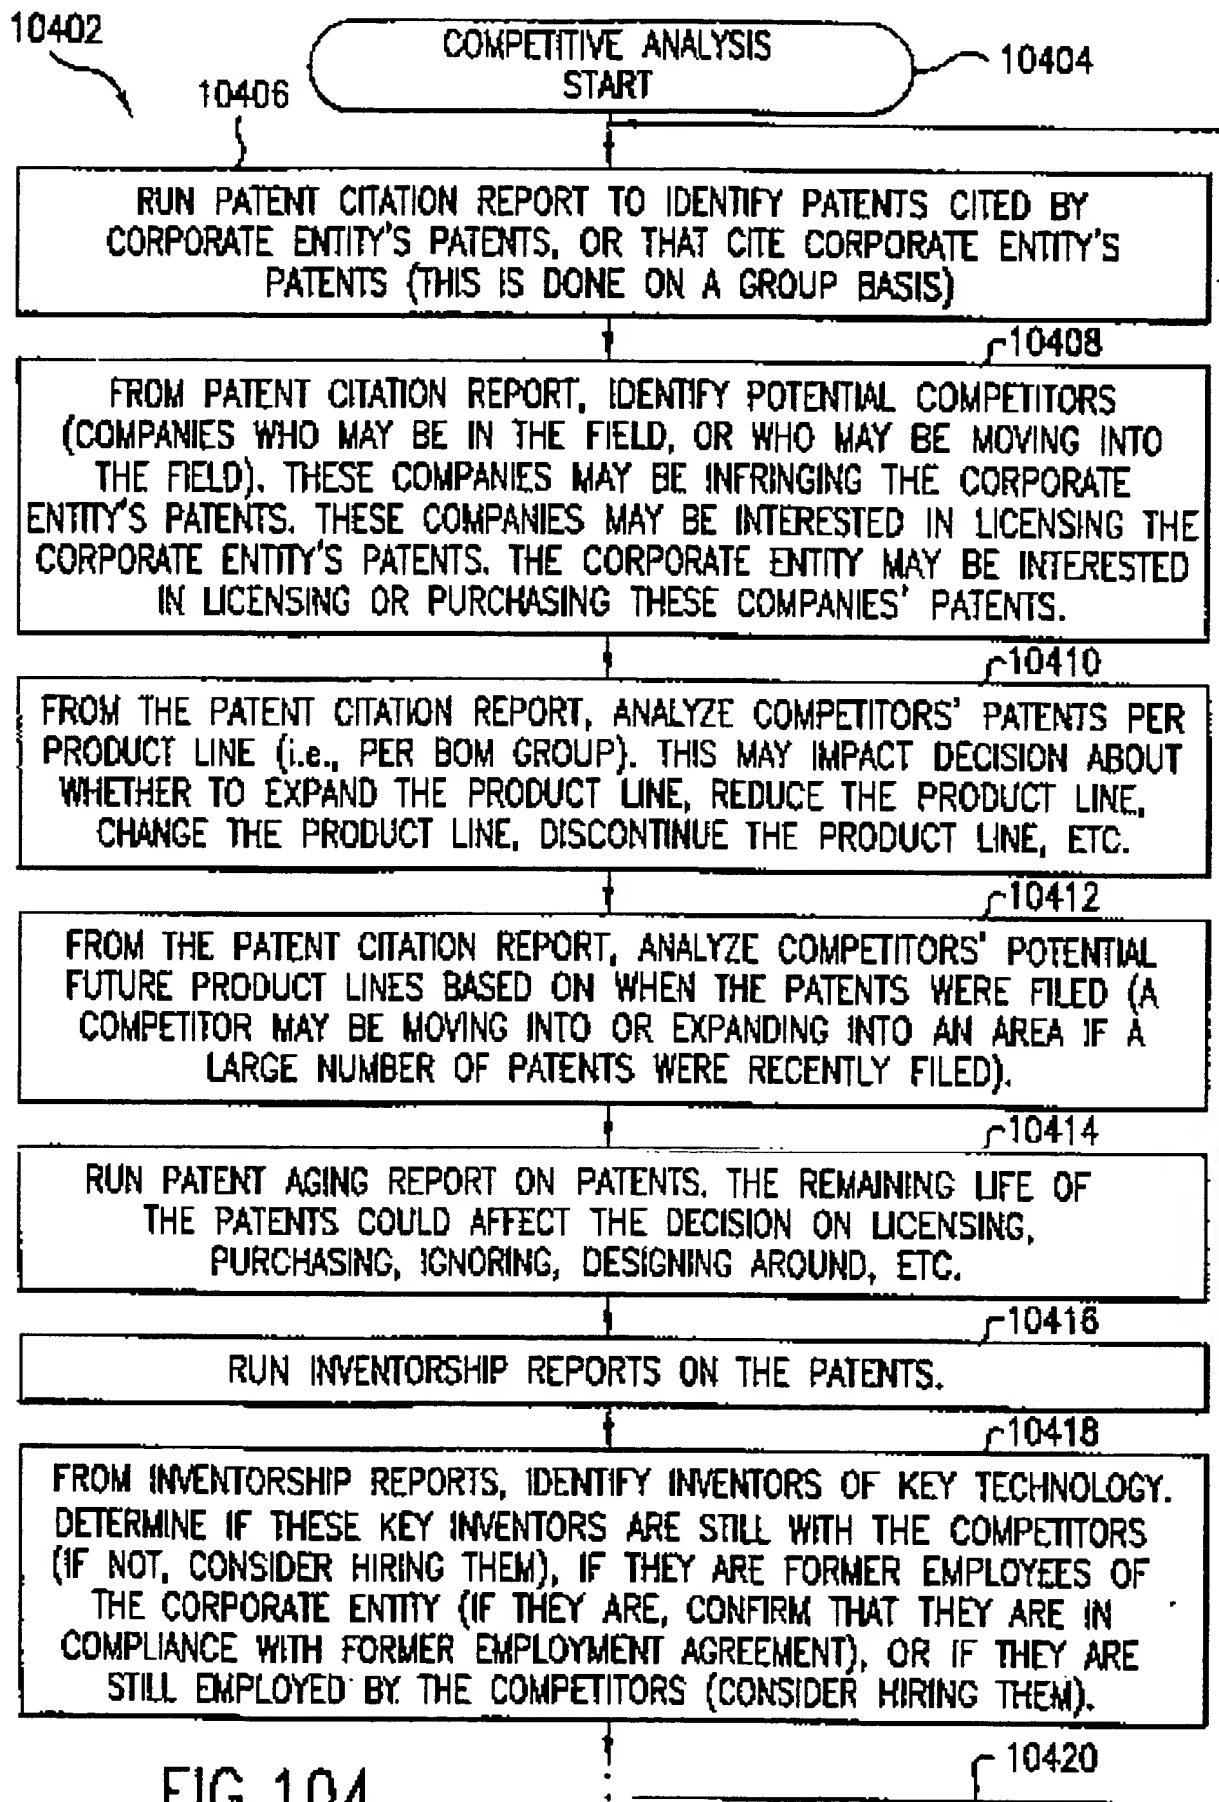 10402
COMPETITIVE ANALYSIS
START
10404
10406
RUN PATENT CITATION REPORT TO IDENTIFY PATENTS CITED BY
CORPORATE ENTITY'S PATENTS, OR THAT CITE CORPORATE ENTITY'S
PATENTS (THIS IS DONE ON A GROUP BASIS)
10408
FROM PATENT CITATION REPORT, IDENTIFY POTENTIAL COMPETITORS
(COMPANIES WHO MAY BE IN THE FIELD, OR WHO MAY BE MOVING INTO
THE FIELD). THESE COMPANIES MAY BE INFRINGING THE CORPORATE
ENTITY'S PATENTS. THESE COMPANIES MAY BE INTERESTED IN LICENSING THE
CORPORATE ENTITY'S PATENTS. THE CORPORATE ENTITY MAY BE INTERESTED
IN LICENSING OR PURCHASING THESE COMPANIES' PATENTS.
10410
FROM THE PATENT CITATION REPORT, ANALYZE COMPETITORS' PATENTS PER
PRODUCT LINE (i.e., PER BOM GROUP). THIS MAY IMPACT DECISION ABOUT
WHETHER TO EXPAND THE PRODUCT LINE, REDUCE THE PRODUCT LINE,
CHANGE THE PRODUCT LINE, DISCONTINUE THE PRODUCT LINE, ETC.
10412
FROM THE PATENT CITATION REPORT, ANALYZE COMPETITORS' POTENTIAL
FUTURE PRODUCT LINES BASED ON WHEN THE PATENTS WERE FILED (A
COMPETITOR MAY BE MOVING INTO OR EXPANDING INTO AN AREA IF A
LARGE NUMBER OF PATENTS WERE RECENTLY FILED).
10414
RUN PATENT AGING REPORT ON PATENTS. THE REMAINING LIFE OF
THE PATENTS COULD AFFECT THE DECISION ON LICENSING,
PURCHASING, IGNORING, DESIGNING AROUND, ETC.
10416
RUN INVENTORSHIP REPORTS ON THE PATENTS.
10418
FROM INVENTORSHIP REPORTS, IDENTIFY INVENTORS OF KEY TECHNOLOGY.
DETERMINE IF THESE KEY INVENTORS ARE STILL WITH THE COMPETITORS
(IF NOT, CONSIDER HIRING THEM), IF THEY ARE FORMER EMPLOYEES OF
THE CORPORATE ENTITY (IF THEY ARE, CONFIRM THAT THEY ARE IN
COMPLIANCE WITH FORMER EMPLOYMENT AGREEMENT), OR IF THEY ARE
STILL EMPLOYED BY THE COMPETITORS (CONSIDER HIRING THEM).
10420
FIG 104